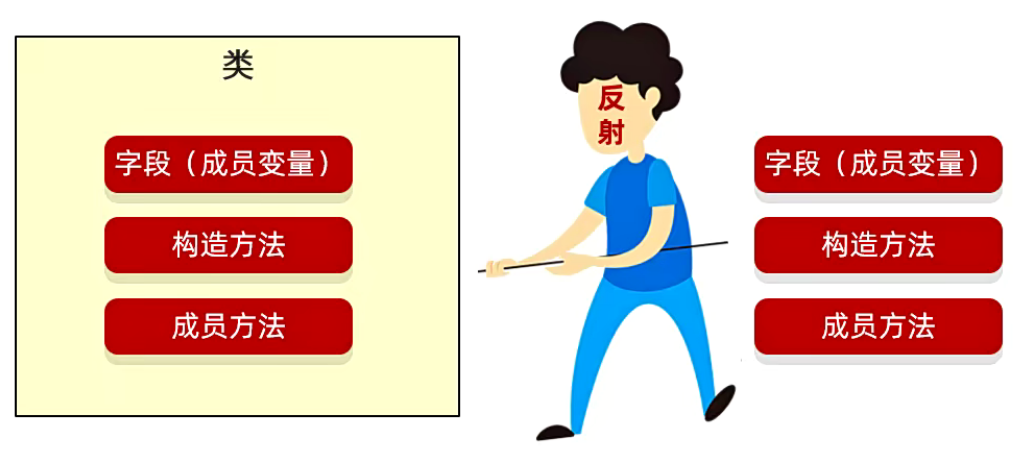 类
字段（成员变量）
构造方法
成员方法
反
射
字段（成员变量）
构造方法
成员方法